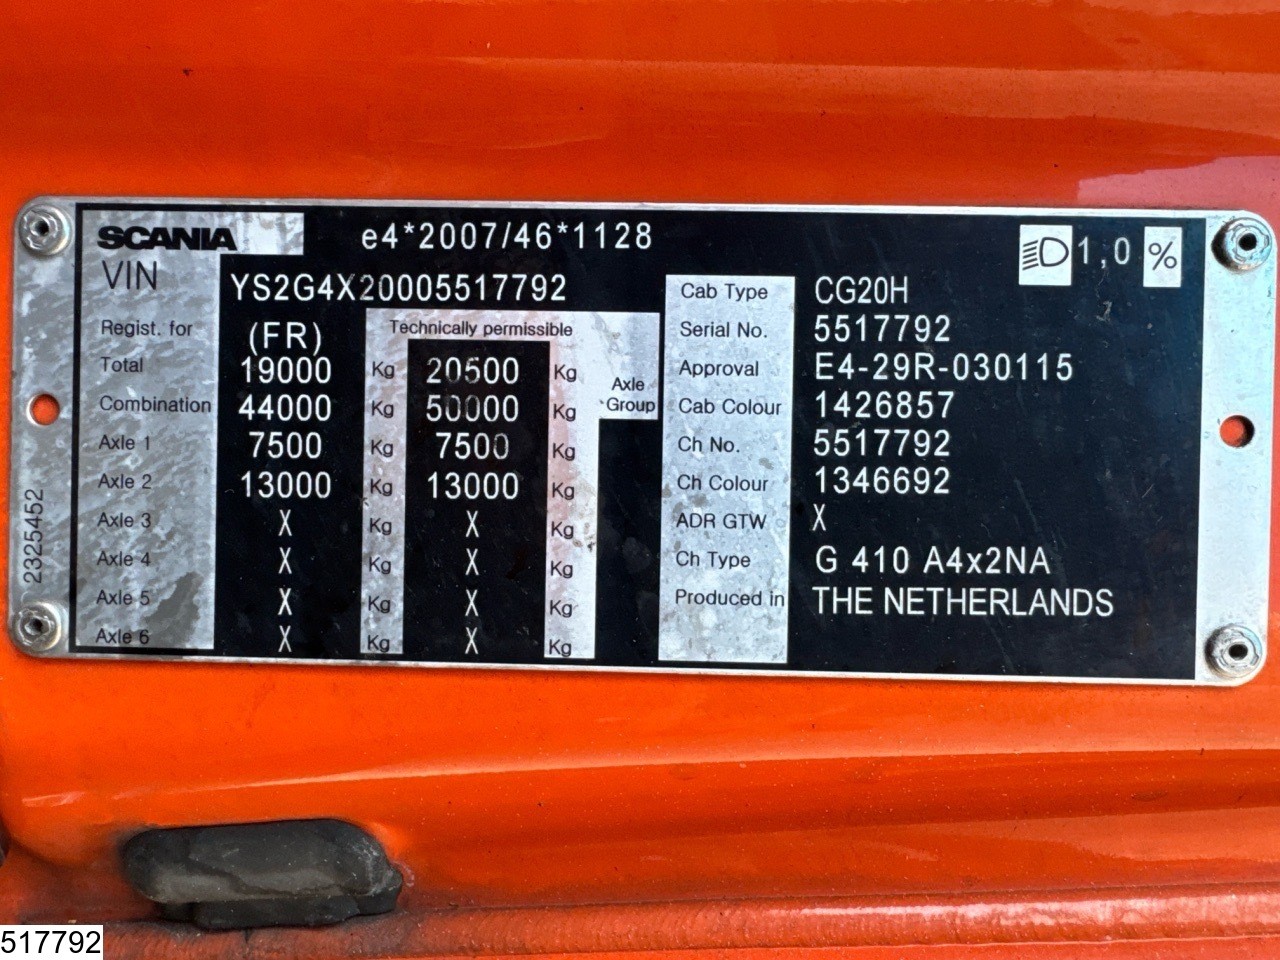 SCANIA e4*2007/46*1128 1,0 %
VIN YS2G4X20005517792
Regist. for (FR) Technically permissible
Total 19000 Kg 20500 Kg
Combination 44000 Kg 50000 Kg Axle Group
Axle 1 7500 Kg 7500 Kg
Axle 2 13000 Kg 13000 Kg
Axle 3 X Kg X Kg
Axle 4 X Kg X Kg
Axle 5 X Kg X Kg
Axle 6 X Kg X Kg
Cab Type CG20H
Serial No. 5517792
Approval E4-29R-030115
Cab Colour 1426857
Ch No. 5517792
Ch Colour 1346692
ADR GTW X
Ch Type G 410 A4x2NA
Produced in THE NETHERLANDS
2325452
517792